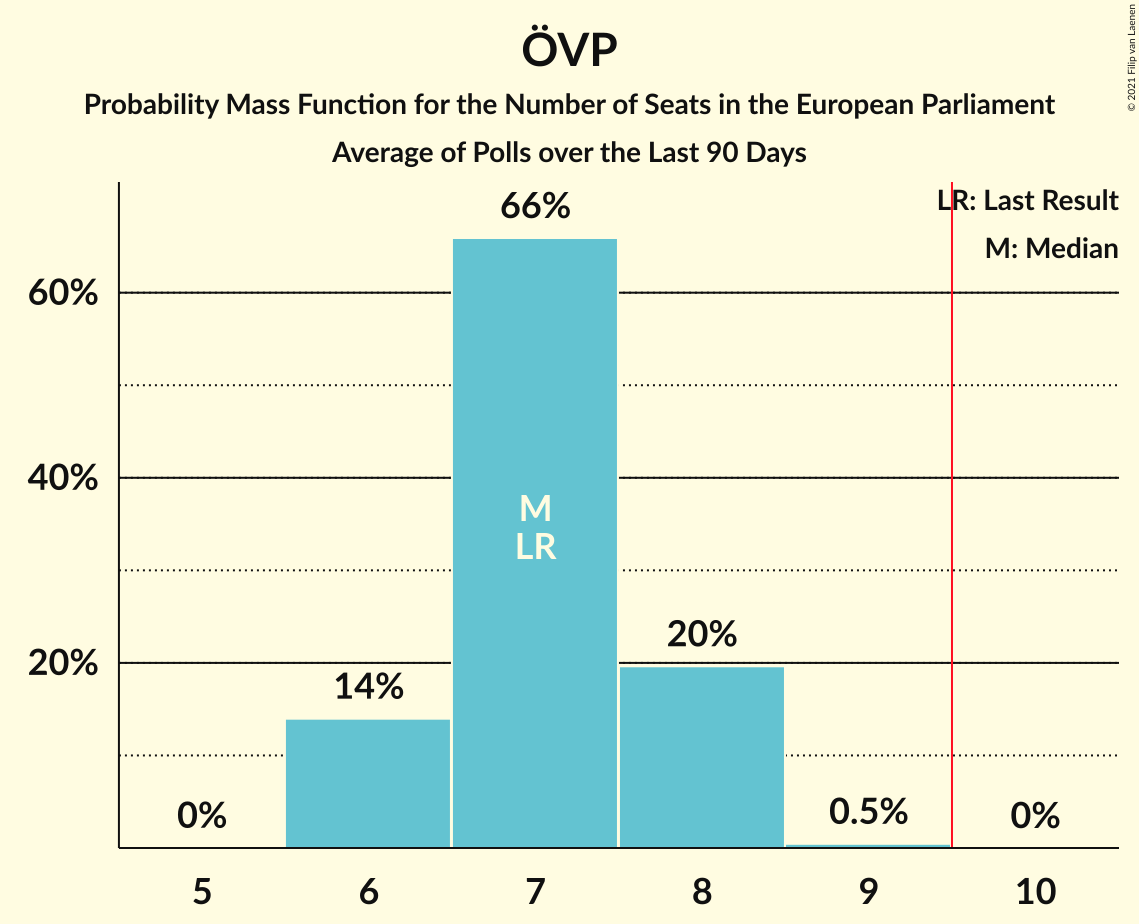 ÖVP
Probability Mass Function for the Number of Seats in the European Parliament
Average of Polls over the Last 90 Days
© 2021 Filip van Laenen
LR: Last Result
M: Median
66%
60%
40%
M
LR
20%
20%
14%
0%
0.5%
0%
5 6 7 8 9 10